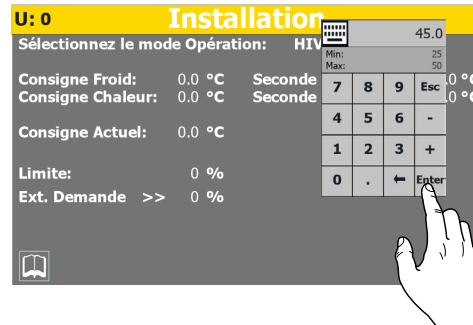 U: 0 Installation
Sélectionnez le mode Opération: HIV
Consigne Froid: 0.0 °C Seconde .0 °C
Consigne Chaleur: 0.0 °C Seconde .0 °C
Consigne Actuel: 0.0 °C
Limite: 0 %
Ext. Demande >> 0 %
45.0
Min: 25
Max: 50
7 8 9 Esc
4 5 6 -
1 2 3 +
0 . ← Enter